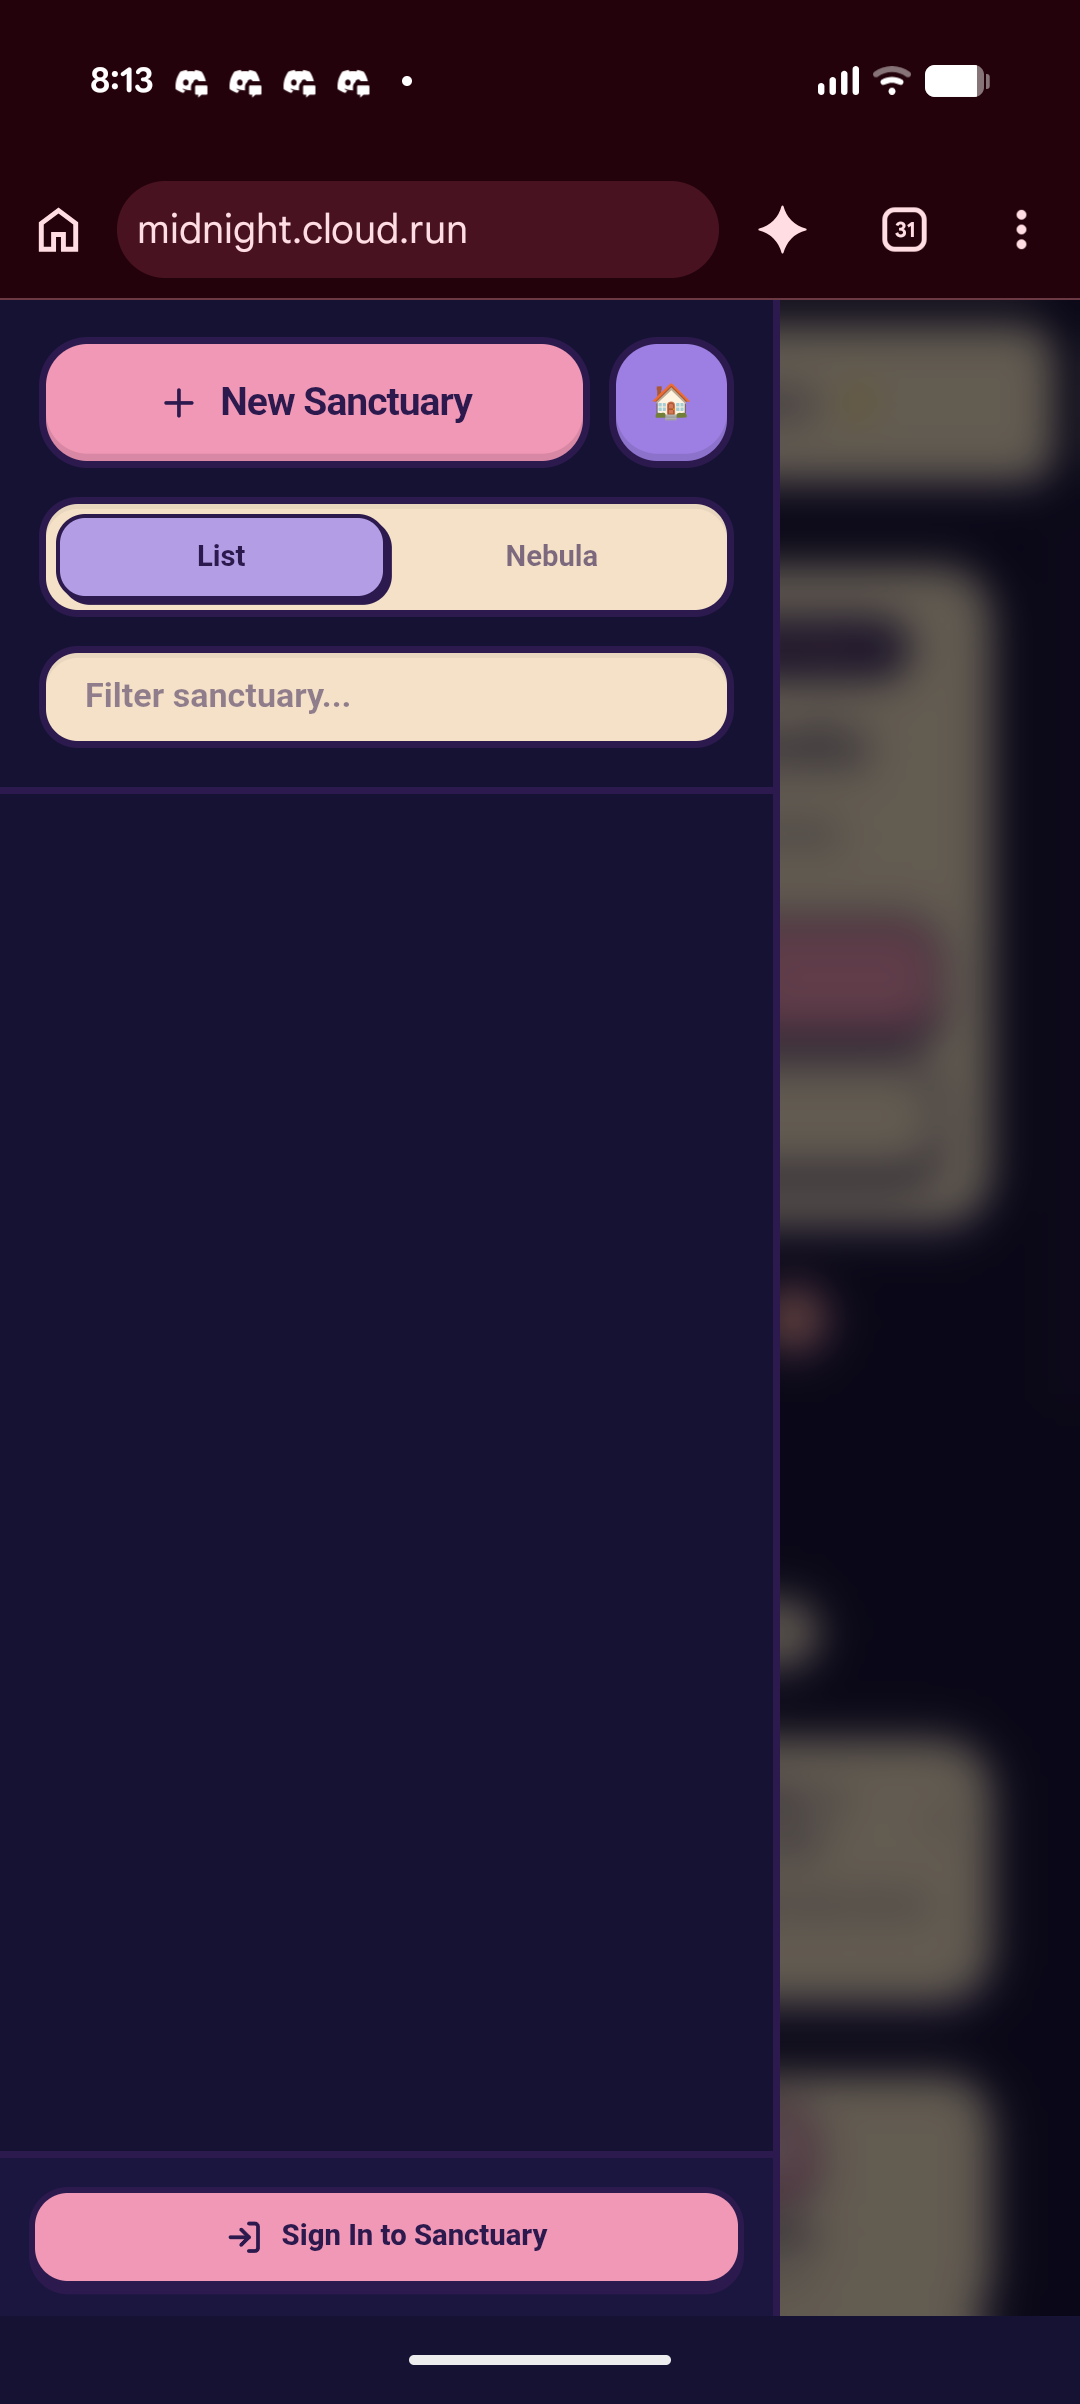 8:13
midnight.cloud.run
31
New Sanctuary
List
Nebula
Filter sanctuary...
Sign In to Sanctuary